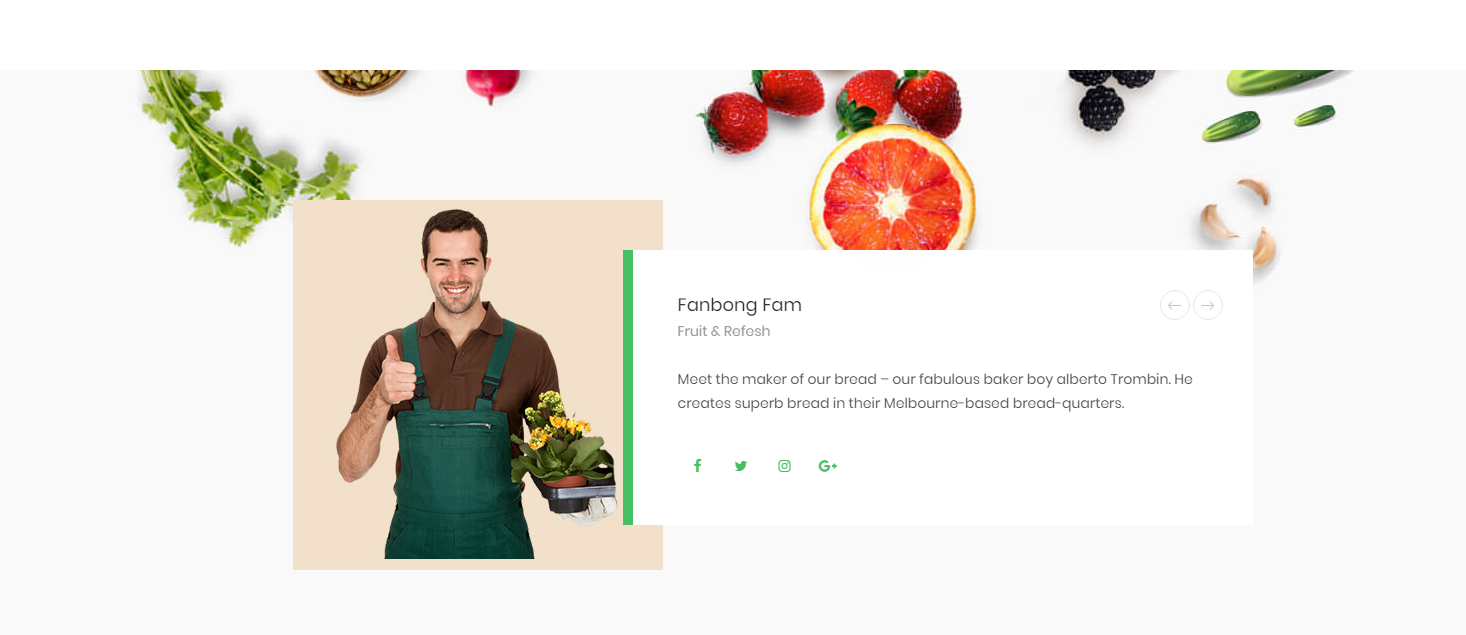 Fanbong Fam
Fruit & Refesh
Meet the maker of our bread – our fabulous baker boy alberto Trombin. He
creates superb bread in their Melbourne-based bread-quarters.